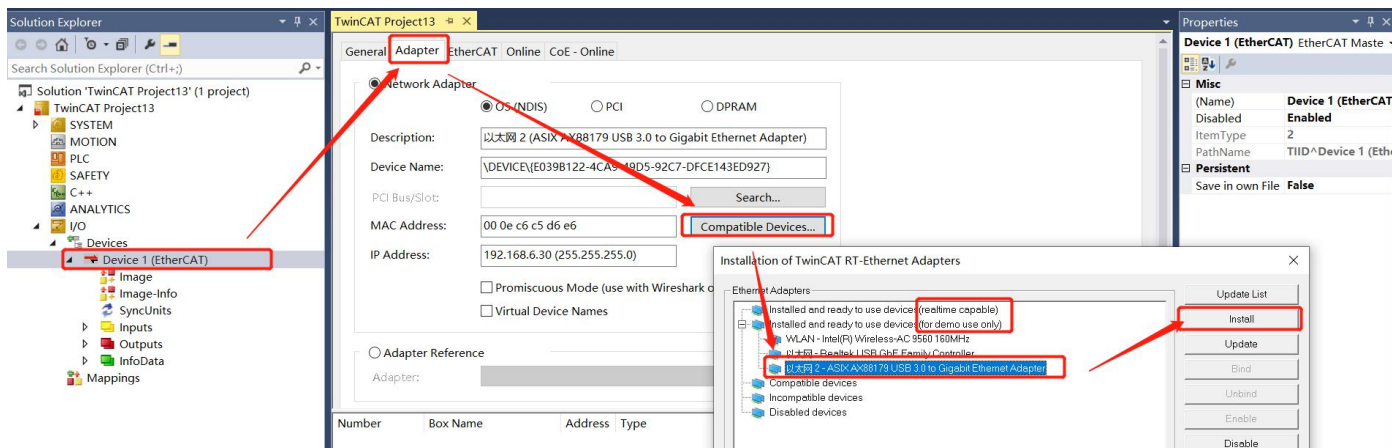 Solution Explorer
Search Solution Explorer (Ctrl+;)
Solution 'TwinCAT Project13' (1 project)
TwinCAT Project13
SYSTEM
MOTION
PLC
SAFETY
C++
ANALYTICS
I/O
Devices
Device 1 (EtherCAT)
Image
Image-Info
SyncUnits
Inputs
Outputs
InfoData
Mappings
TwinCAT Project13
General Adapter EtherCAT Online CoE - Online
Network Adapter
OS (NDIS) PCI DPRAM
Description: 以太网 2 (ASIX AX88179 USB 3.0 to Gigabit Ethernet Adapter)
Device Name: \DEVICE\{E039B122-4CA9-49D5-92C7-DFCE143ED927}
PCI Bus/Slot: Search...
MAC Address: 00 0e c6 c5 d6 e6 Compatible Devices...
IP Address: 192.168.6.30 (255.255.255.0)
Promiscuous Mode (use with Wireshark o
Virtual Device Names
Adapter Reference
Adapter:
Number Box Name Address Type
Installation of TwinCAT RT-Ethernet Adapters
Ethernet Adapters
Installed and ready to use devices(realtime capable)
Installed and ready to use devices(for demo use only)
WLAN - Intel(R) Wireless-AC 9560 160MHz
以太网 - Realtek USB GbE Family Controller
以太网 2 - ASIX AX88179 USB 3.0 to Gigabit Ethernet Adapter
Compatible devices
Incompatible devices
Disabled devices
Update List
Install
Update
Bind
Unbind
Enable
Disable
Properties
Device 1 (EtherCAT) EtherCAT Maste
Misc
(Name) Device 1 (EtherCAT
Disabled Enabled
ItemType 2
PathName TIID^Device 1 (Ethe
Persistent
Save in own File False